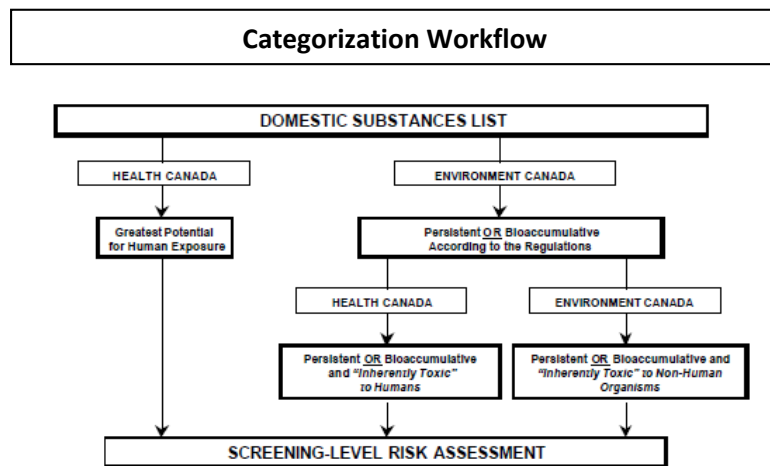 Categorization Workflow
DOMESTIC SUBSTANCES LIST
HEALTH CANADA
ENVIRONMENT CANADA
Greatest Potential
for Human Exposure
Persistent OR Bioaccumulative
According to the Regulations
HEALTH CANADA
ENVIRONMENT CANADA
Persistent OR Bioaccumulative
and "Inherently Toxic"
to Humans
Persistent OR Bioaccumulative and
"Inherently Toxic" to Non-Human
Organisms
SCREENING-LEVEL RISK ASSESSMENT